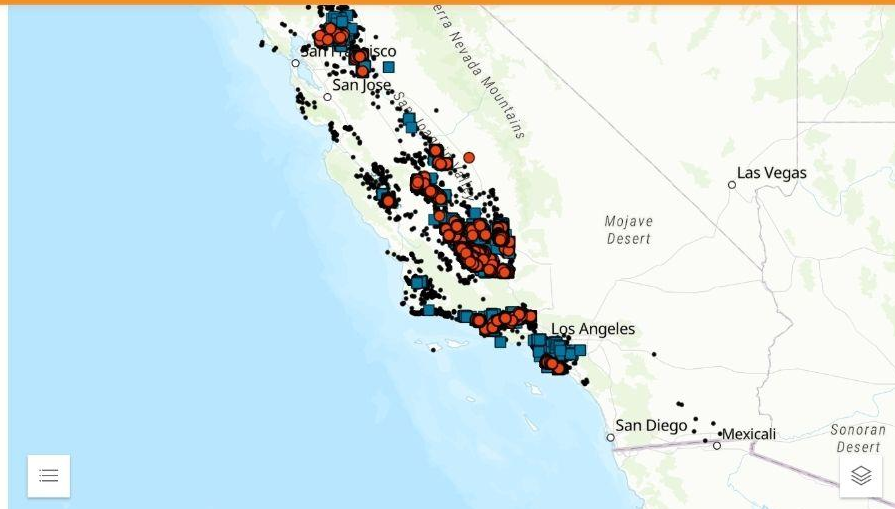 Sierra Nevada Mountains
San Francisco
San Jose
San Joaquin Valley
Las Vegas
Mojave
Desert
Los Angeles
San Diego
Mexicali
Sonoran
Desert